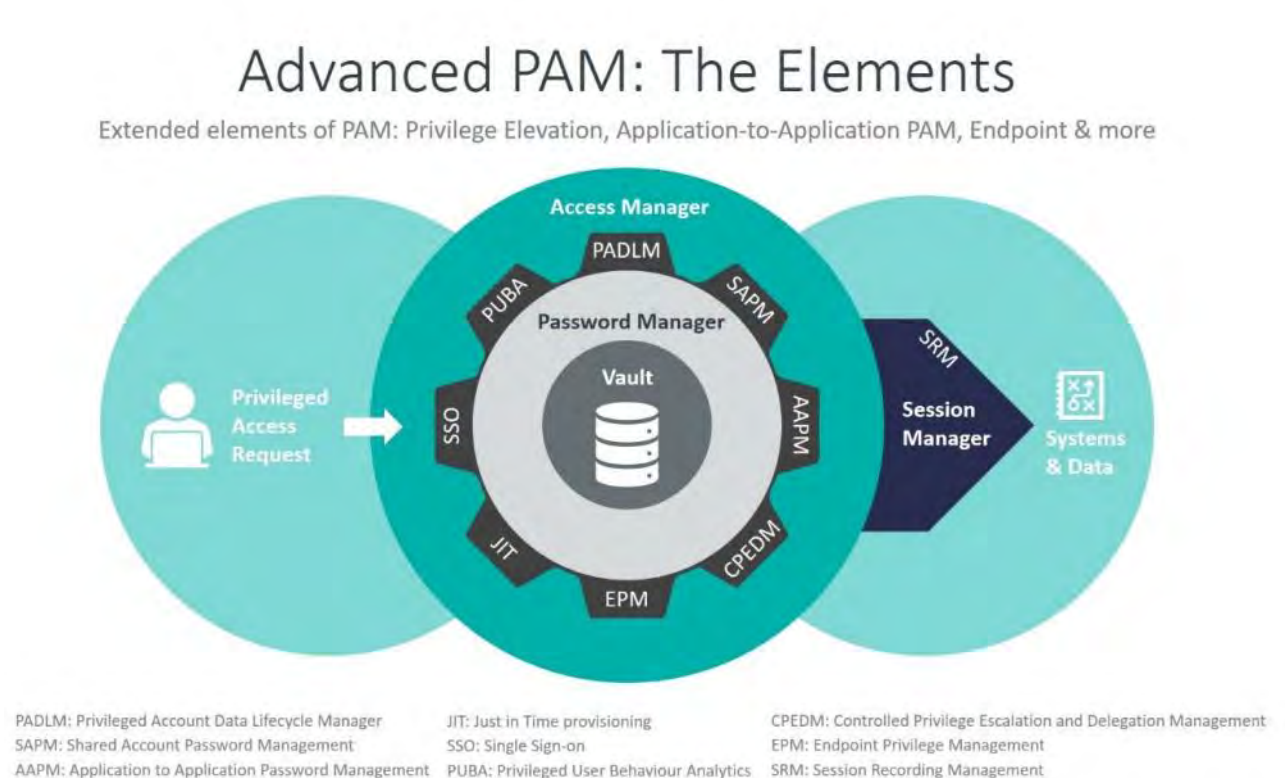 Advanced PAM: The Elements
Extended elements of PAM: Privilege Elevation, Application-to-Application PAM, Endpoint & more
Access Manager
PADLM
PUBA
SAPM
Password Manager
Vault
SSO
AAPM
JIT
CPEDM
EPM
Privileged
Access
Request
SRM
Session
Manager
Systems
& Data
PADLM: Privileged Account Data Lifecycle Manager
SAPM: Shared Account Password Management
AAPM: Application to Application Password Management
JIT: Just in Time provisioning
SSO: Single Sign-on
PUBA: Privileged User Behaviour Analytics
CPEDM: Controlled Privilege Escalation and Delegation Management
EPM: Endpoint Privilege Management
SRM: Session Recording Management